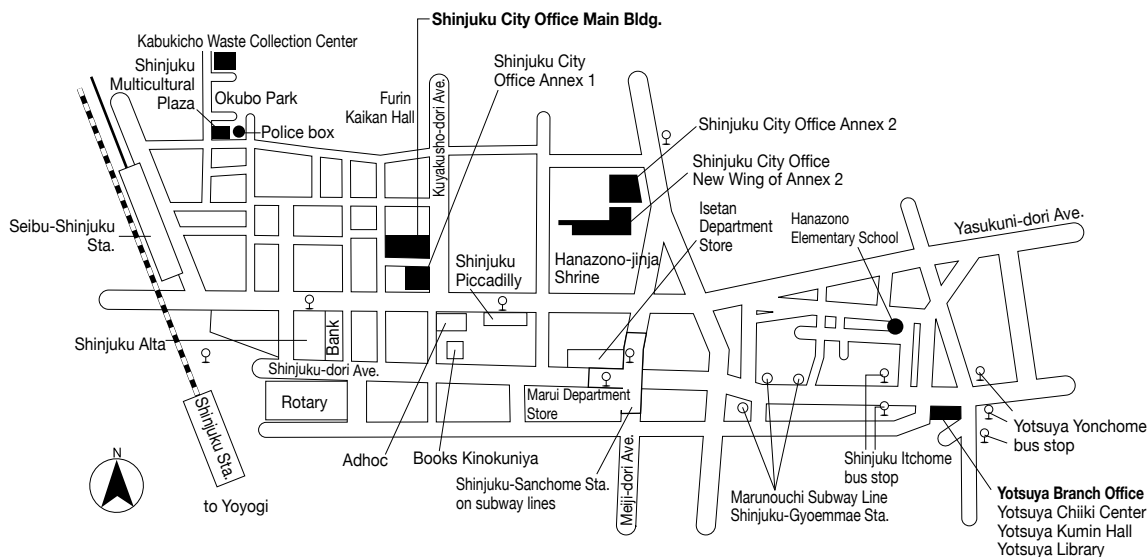 Shinjuku City Office Main Bldg.
Kabukicho Waste Collection Center
Shinjuku
Multicultural
Plaza
Okubo Park
Police box
Furin
Kaikan Hall
Kuyakusho-dori Ave.
Shinjuku City
Office Annex 1
Shinjuku City Office Annex 2
Shinjuku City Office
New Wing of Annex 2
Isetan
Department
Store
Hanazono
Elementary School
Yasukuni-dori Ave.
Seibu-Shinjuku
Sta.
Shinjuku
Piccadilly
Hanazono-jinja
Shrine
Shinjuku Alta
Bank
Shinjuku-dori Ave.
Rotary
Marui Department
Store
Shinjuku Sta.
Adhoc
Books Kinokuniya
Shinjuku-Sanchome Sta.
on subway lines
Meiji-dori Ave.
Marunouchi Subway Line
Shinjuku-Gyoemmae Sta.
Shinjuku Itchome
bus stop
Yotsuya Yonchome
bus stop
N
to Yoyogi
Yotsuya Branch Office
Yotsuya Chiiki Center
Yotsuya Kumin Hall
Yotsuya Library